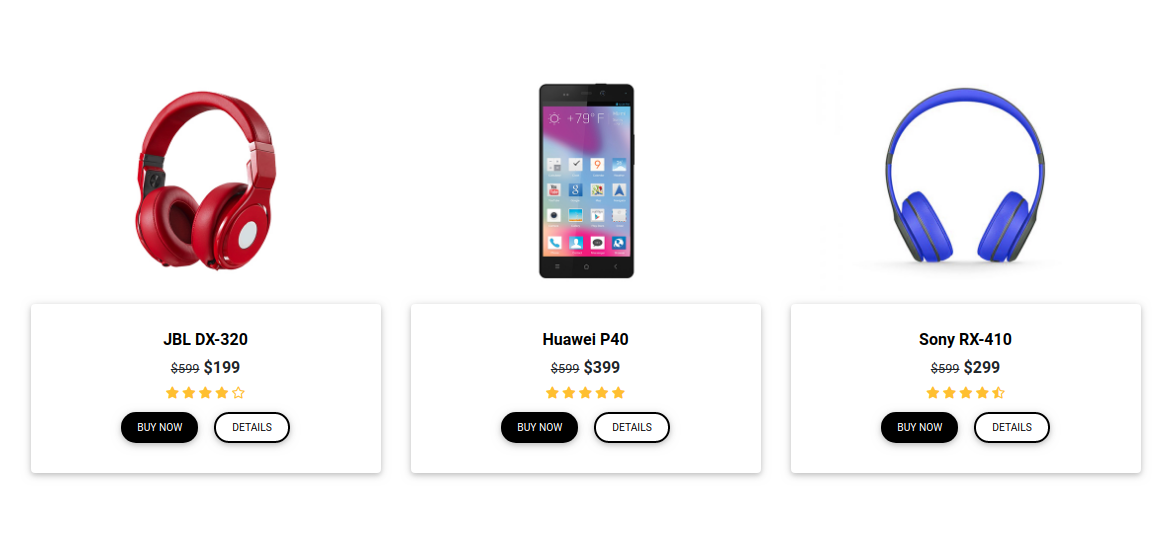 +79°F
JBL DX-320
$599 $199
BUY NOW DETAILS
Huawei P40
$599 $399
BUY NOW DETAILS
Sony RX-410
$599 $299
BUY NOW DETAILS